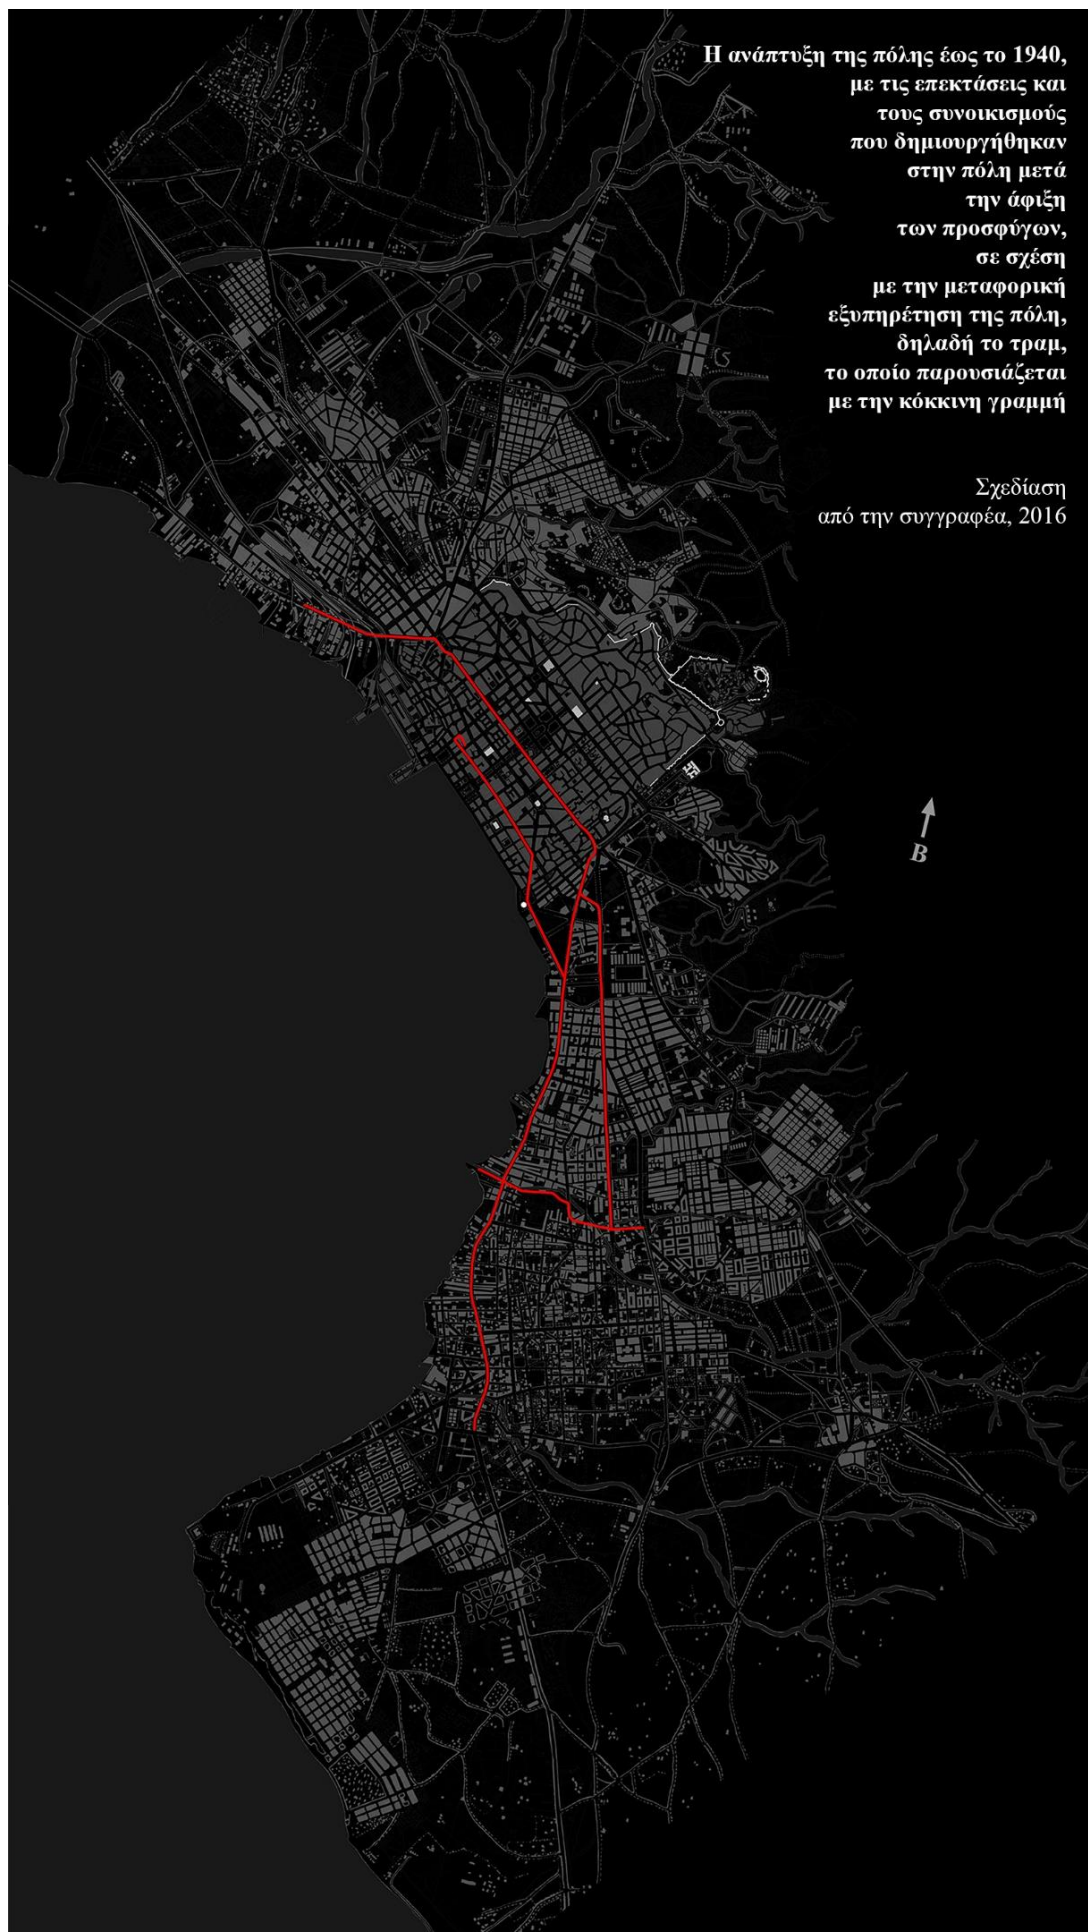 Η ανάπτυξη της πόλης έως το 1940,
με τις επεκτάσεις και
τους συνοικισμούς
που δημιουργήθηκαν
στην πόλη μετά
την άφιξη
των προσφύγων,
σε σχέση
με την μεταφορική
εξυπηρέτηση της πόλη,
δηλαδή το τραμ,
το οποίο παρουσιάζεται
με την κόκκινη γραμμή
Σχεδίαση
από την συγγραφέα, 2016
Β